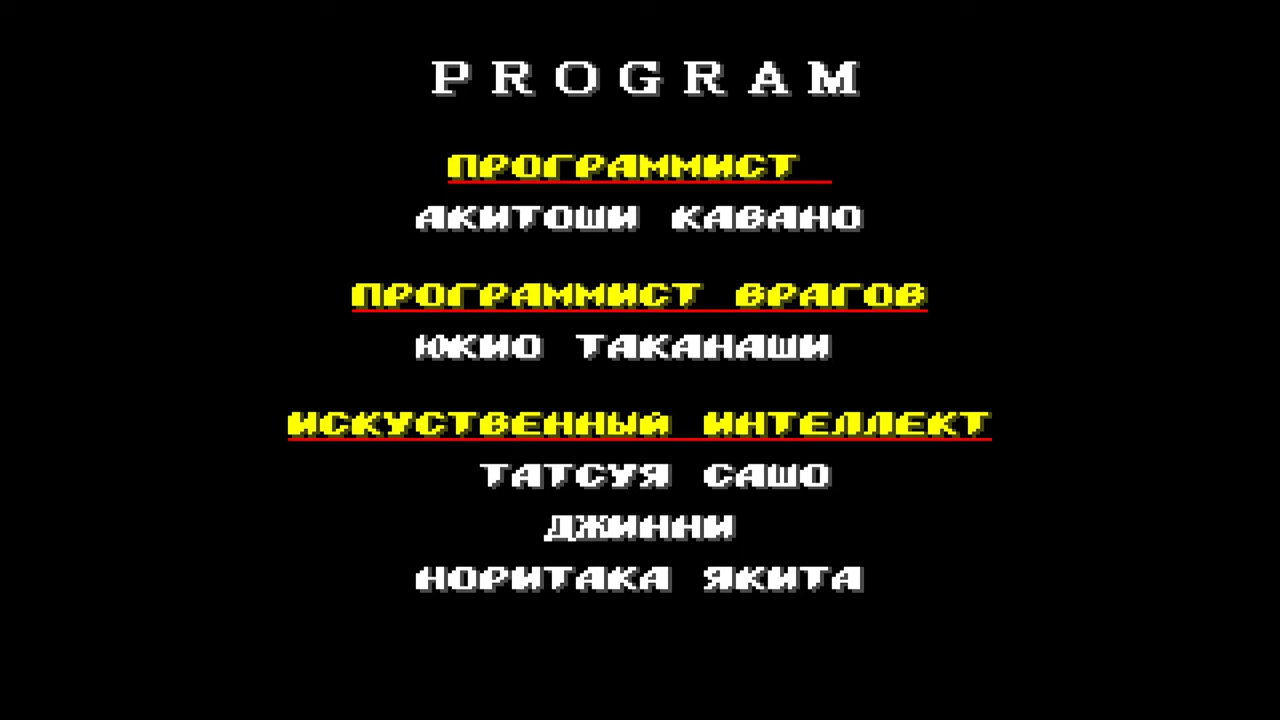 PROGRAM
ПРОГРАММИСТ
АКИТОШИ КАВАНО
ПРОГРАММИСТ ВРАГОВ
ЮКИО ТАКАНАШИ
ИСКУСТВЕННЫЙ ИНТЕЛЛЕКТ
ТАТСУЯ САШО
ДЖИННИ
НОРИТАКА ЯКИТА